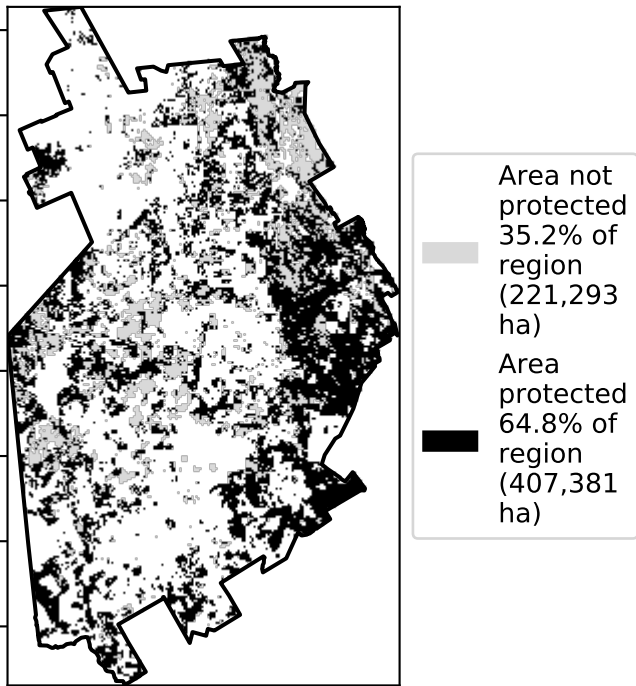 Area not
protected
35.2% of
region
(221,293
ha)
Area
protected
64.8% of
region
(407,381
ha)